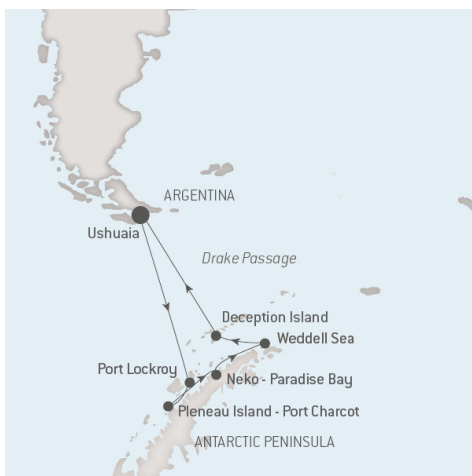 ARGENTINA
Ushuaia
Drake Passage
Deception Island
Weddell Sea
Port Lockroy
Neko - Paradise Bay
Pleneau Island - Port Charcot
ANTARCTIC PENINSULA